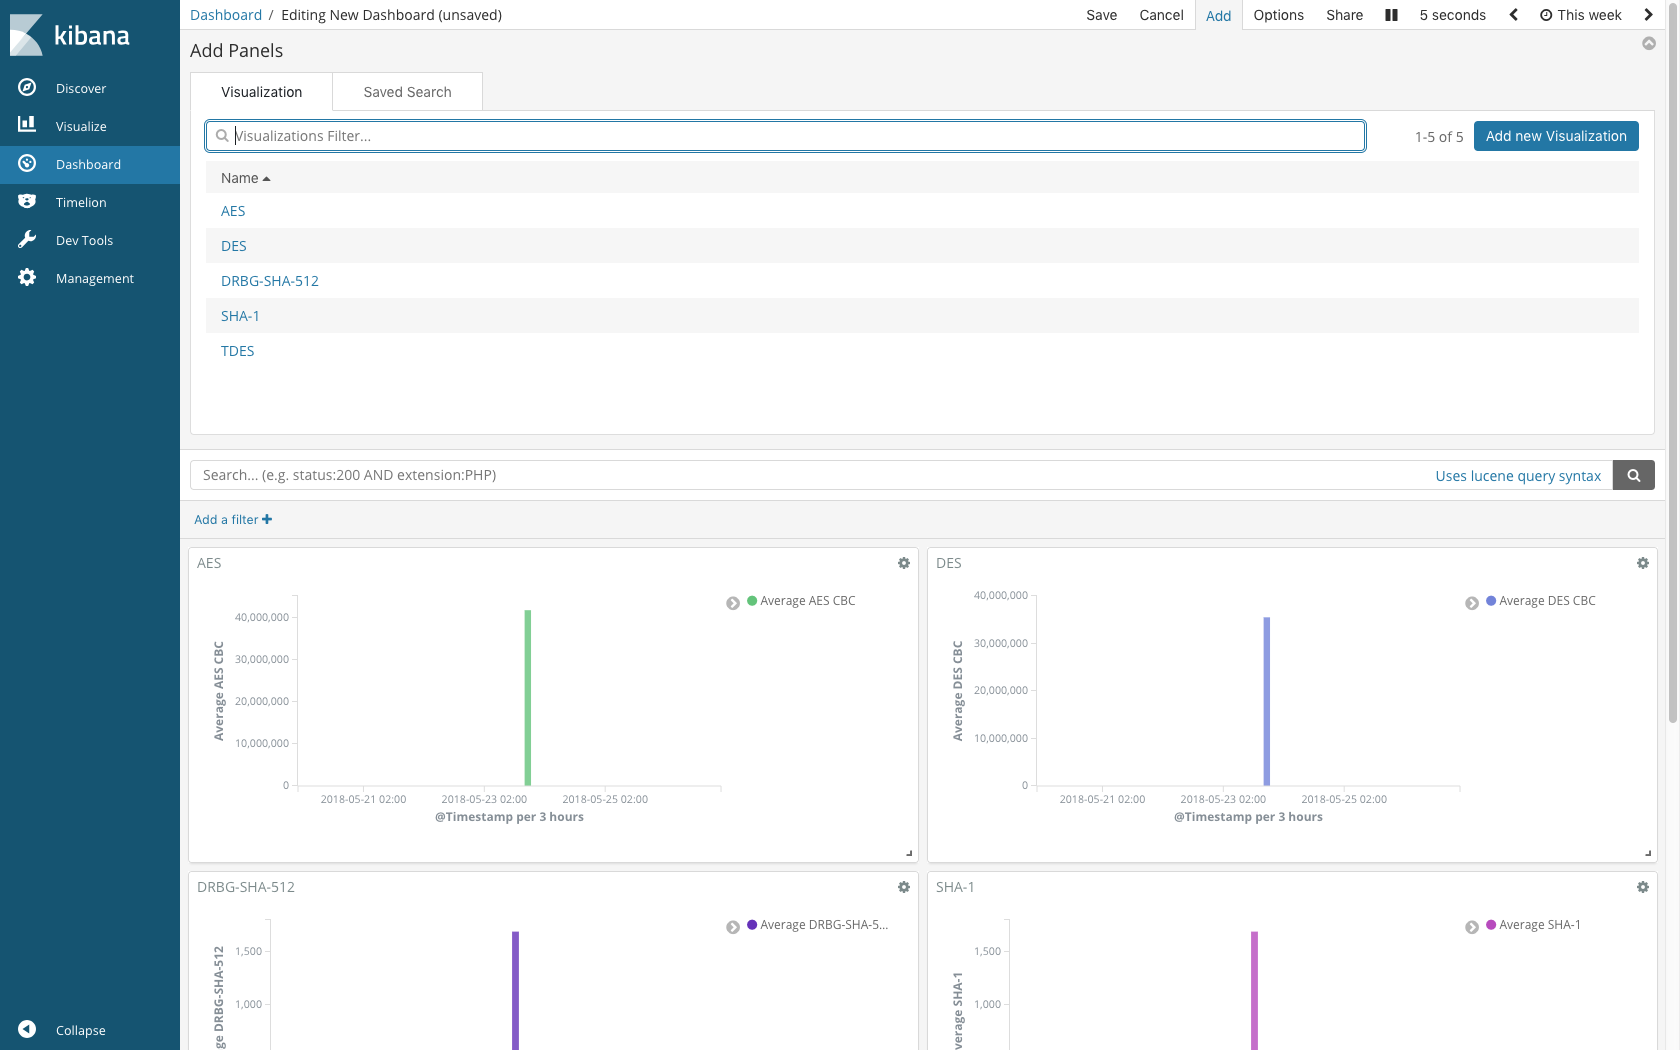 kibana
Discover
Visualize
Dashboard
Timelion
Dev Tools
Management
Collapse
Dashboard / Editing New Dashboard (unsaved)
Save Cancel Add Options Share 5 seconds This week
Add Panels
Visualization Saved Search
Visualizations Filter...
1-5 of 5
Add new Visualization
Name
AES
DES
DRBG-SHA-512
SHA-1
TDES
Search... (e.g. status:200 AND extension:PHP)
Uses lucene query syntax
Add a filter
AES
Average AES CBC
40,000,000
30,000,000
20,000,000
10,000,000
0
Average AES CBC
2018-05-21 02:00 2018-05-23 02:00 2018-05-25 02:00
@Timestamp per 3 hours
DES
Average DES CBC
40,000,000
30,000,000
20,000,000
10,000,000
0
Average DES CBC
2018-05-21 02:00 2018-05-23 02:00 2018-05-25 02:00
@Timestamp per 3 hours
DRBG-SHA-512
Average DRBG-SHA-5...
1,500
1,000
ge DRBG-SHA-512
SHA-1
Average SHA-1
1,500
1,000
verage SHA-1